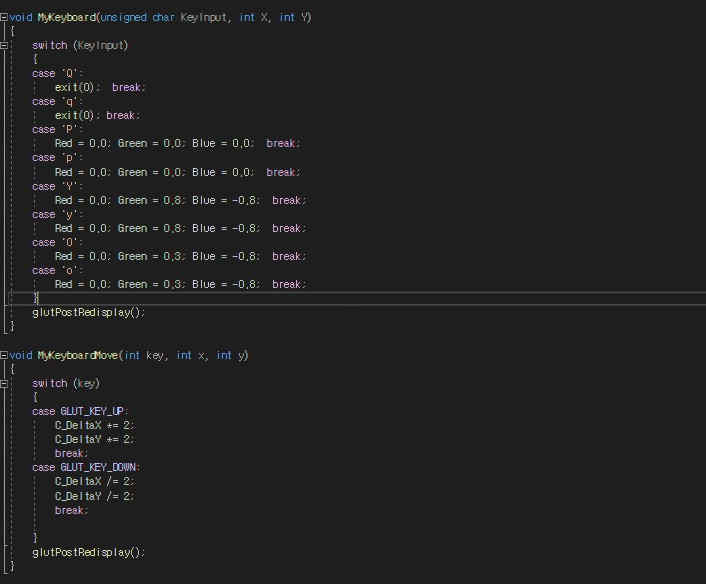 void MyKeyboard(unsigned char KeyInput, int X, int Y)
{
    switch (KeyInput)
    {
    case 'Q':
        exit(0);  break;
    case 'q':
        exit(0); break;
    case 'P':
        Red = 0.0; Green = 0.0; Blue = 0.0;  break;
    case 'p':
        Red = 0.0; Green = 0.0; Blue = 0.0;  break;
    case 'Y':
        Red = 0.0; Green = 0.8; Blue = -0.8;  break;
    case 'y':
        Red = 0.0; Green = 0.8; Blue = -0.8;  break;
    case 'O':
        Red = 0.0; Green = 0.3; Blue = -0.8;  break;
    case 'o':
        Red = 0.0; Green = 0.3; Blue = -0.8;  break;
    }
    glutPostRedisplay();
}
void MyKeyboardMove(int key, int x, int y)
{
    switch (key)
    {
    case GLUT_KEY_UP:
        C_DeltaX *= 2;
        C_DeltaY *= 2;
        break;
    case GLUT_KEY_DOWN:
        C_DeltaX /= 2;
        C_DeltaY /= 2;
        break;
    }
    glutPostRedisplay();
}